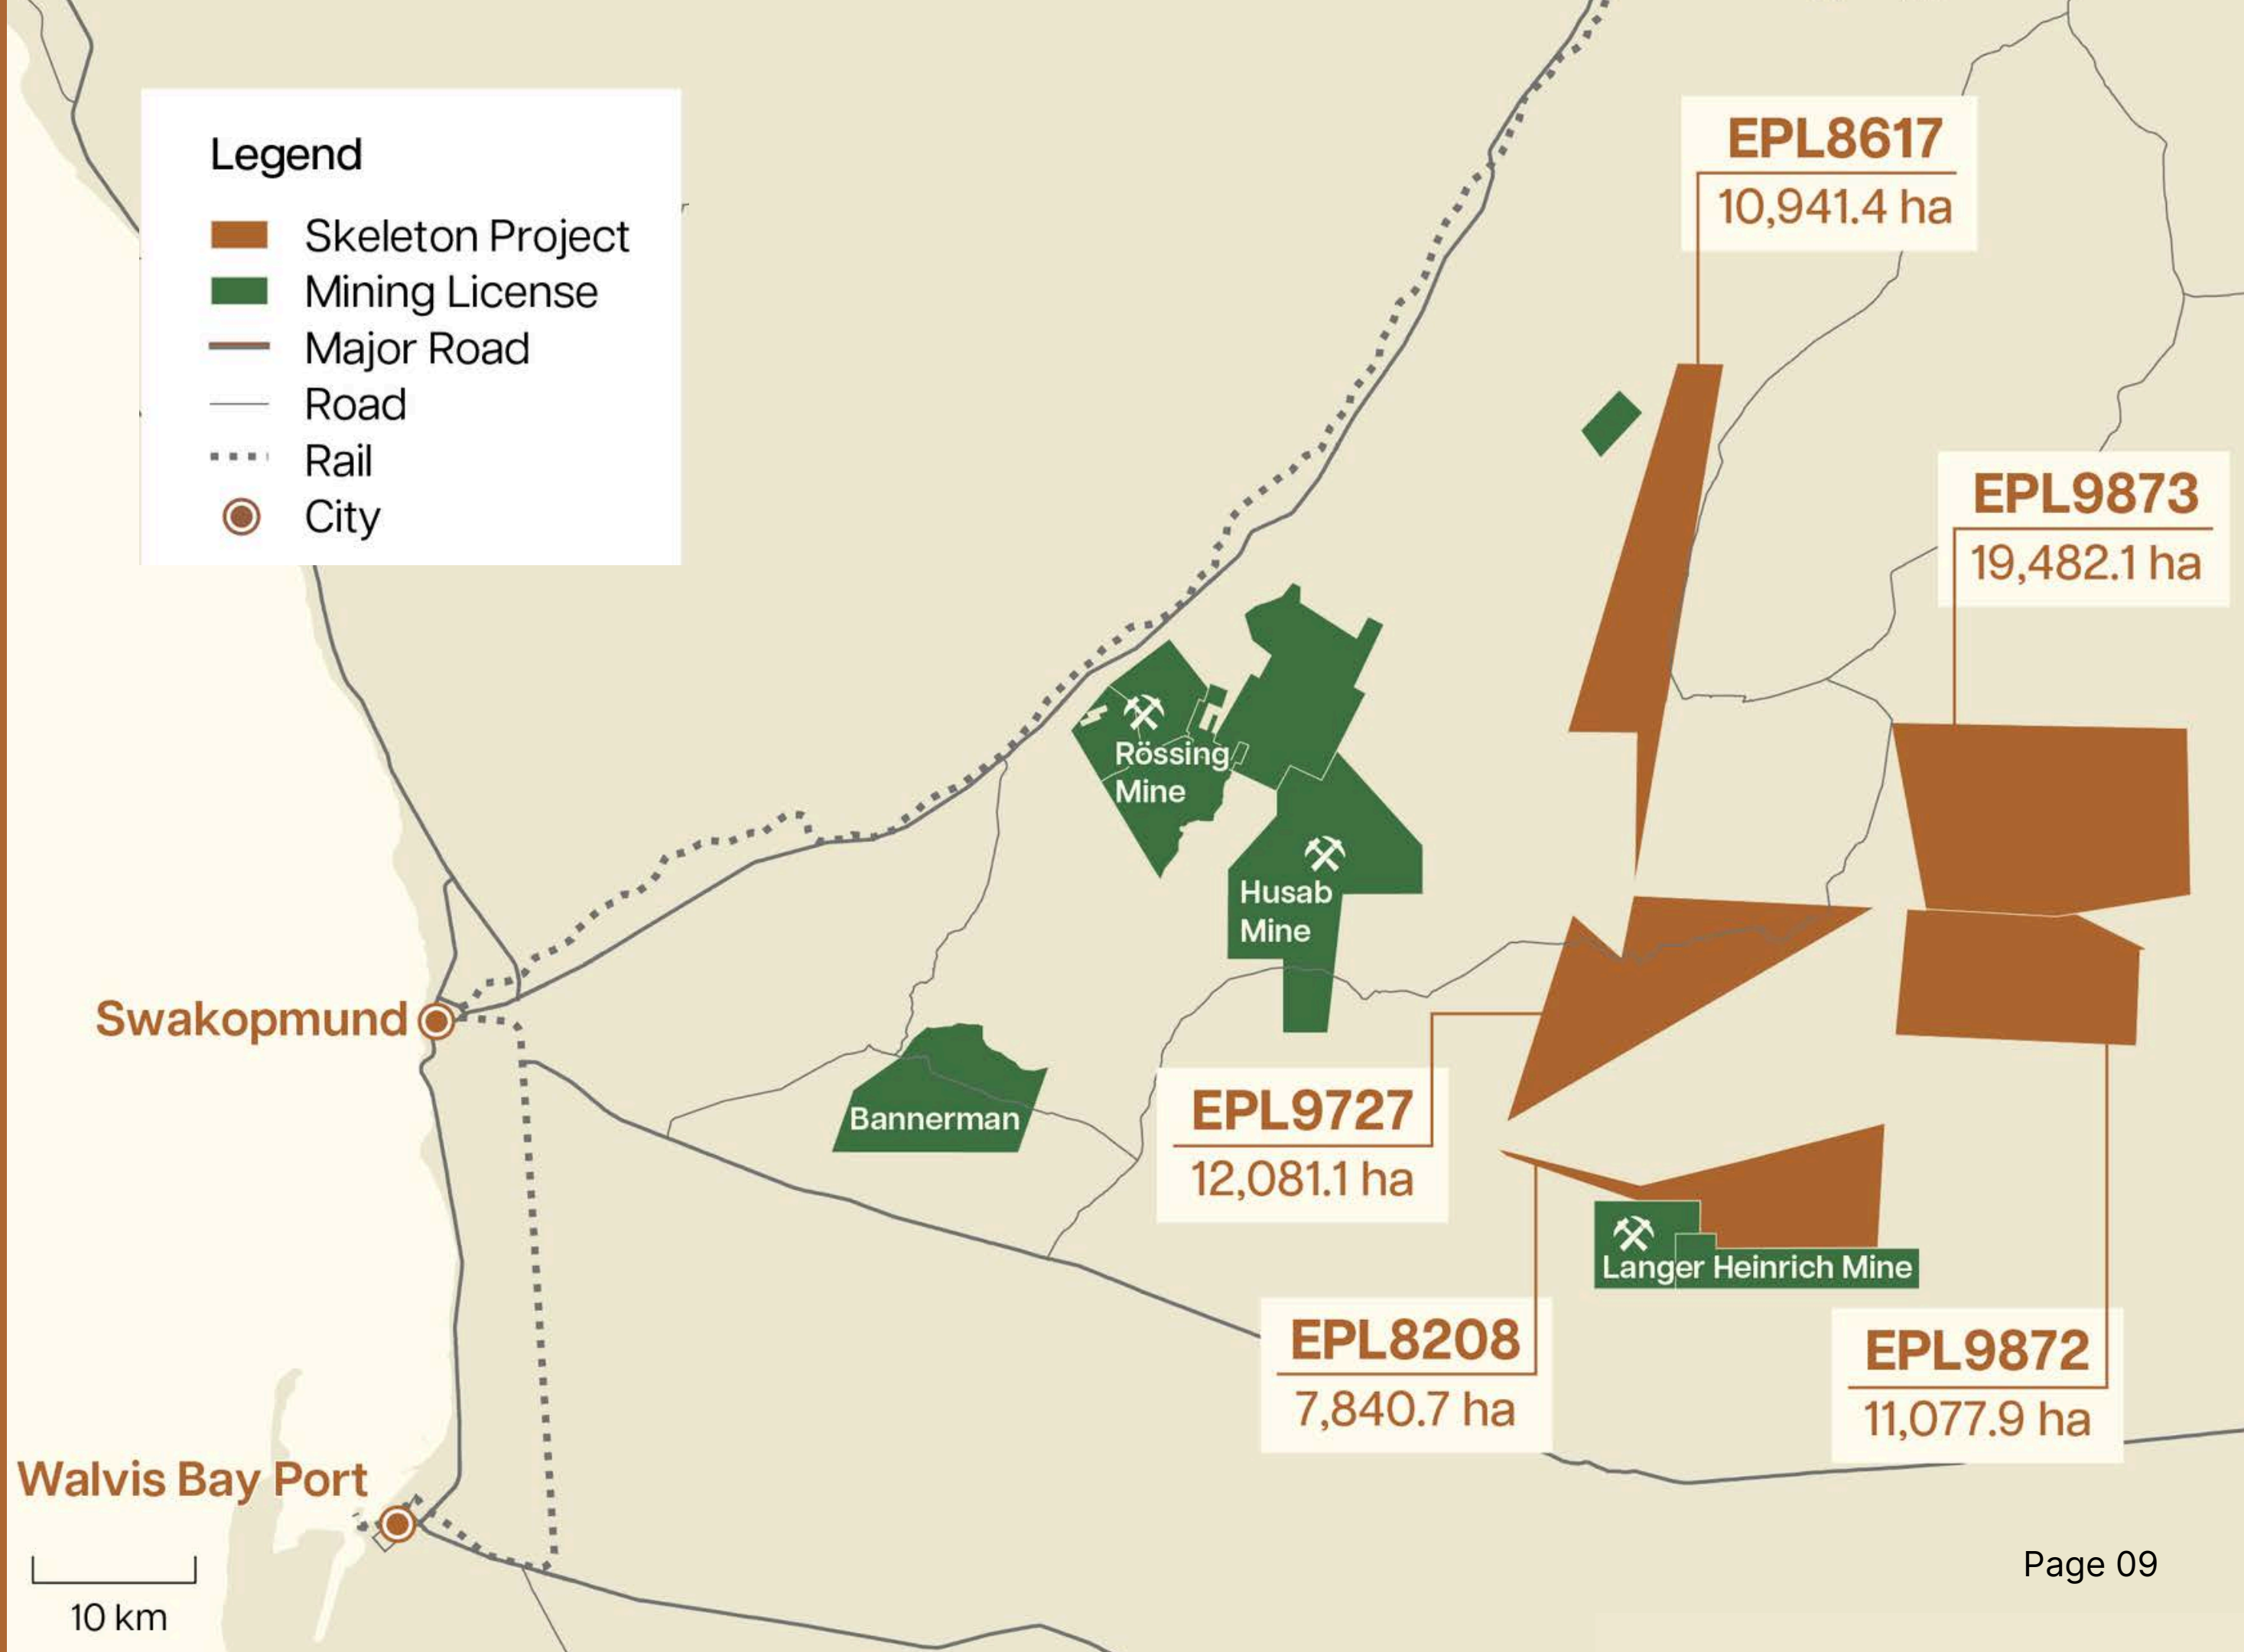 Legend
Skeleton Project
Mining License
Major Road
Road
Rail
City
EPL8617
10,941.4 ha
EPL9873
19,482.1 ha
Rössing
Mine
Husab
Mine
Swakopmund
Bannerman
EPL9727
12,081.1 ha
Langer Heinrich Mine
EPL8208
7,840.7 ha
EPL9872
11,077.9 ha
Walvis Bay Port
10 km
Page 09